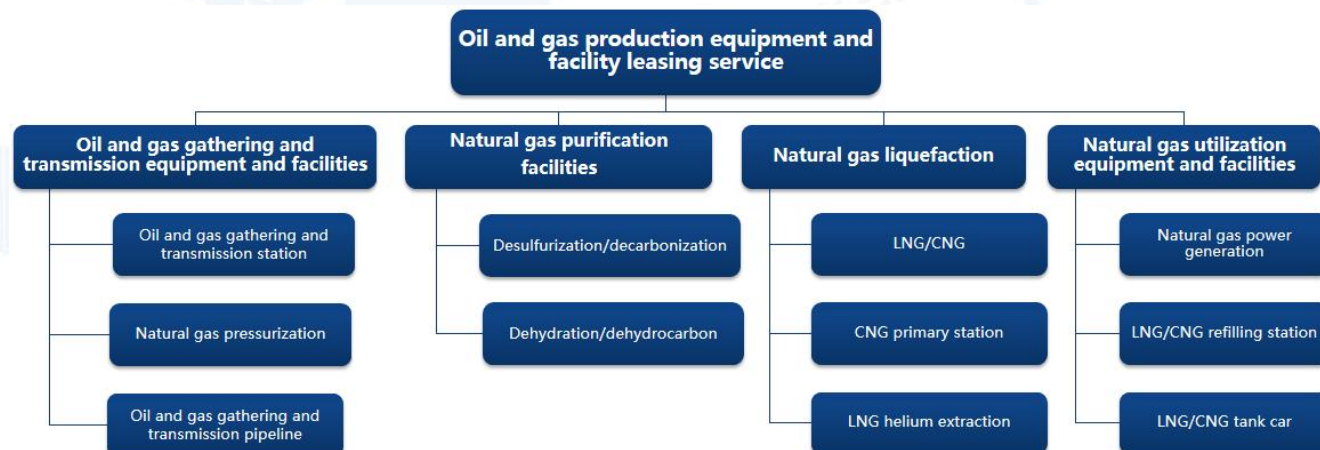 Oil and gas production equipment and
facility leasing service
Oil and gas gathering and
transmission equipment and facilities
Oil and gas gathering and
transmission station
Natural gas pressurization
Oil and gas gathering and
transmission pipeline
Natural gas purification
facilities
Desulfurization/decarbonization
Dehydration/dehydrocarbon
Natural gas liquefaction
LNG/CNG
CNG primary station
LNG helium extraction
Natural gas utilization
equipment and facilities
Natural gas power
generation
LNG/CNG refilling station
LNG/CNG tank car